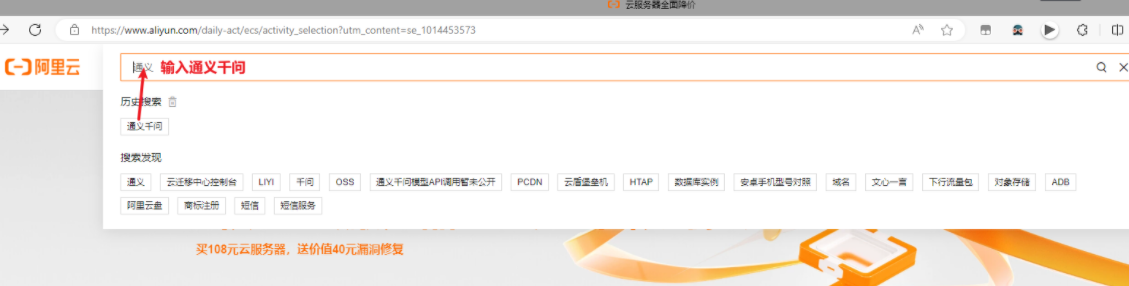 云服务器全面降价
https://www.aliyun.com/daily-act/ecs/activity_selection?utm_content=se_1014453573
阿里云
通义 输入通义千问
历史搜索
通义千问
搜索发现
通义 云迁移中心控制台 LIYI 千问 OSS 通义千问模型API调用暂未公开 PCDN 云盾堡垒机 HTAP 数据库实例 安卓手机型号对照 域名 文心一言 下行流量包 对象存储 ADB
阿里云盘 商标注册 短信 短信服务
买108元云服务器，送价值40元漏洞修复